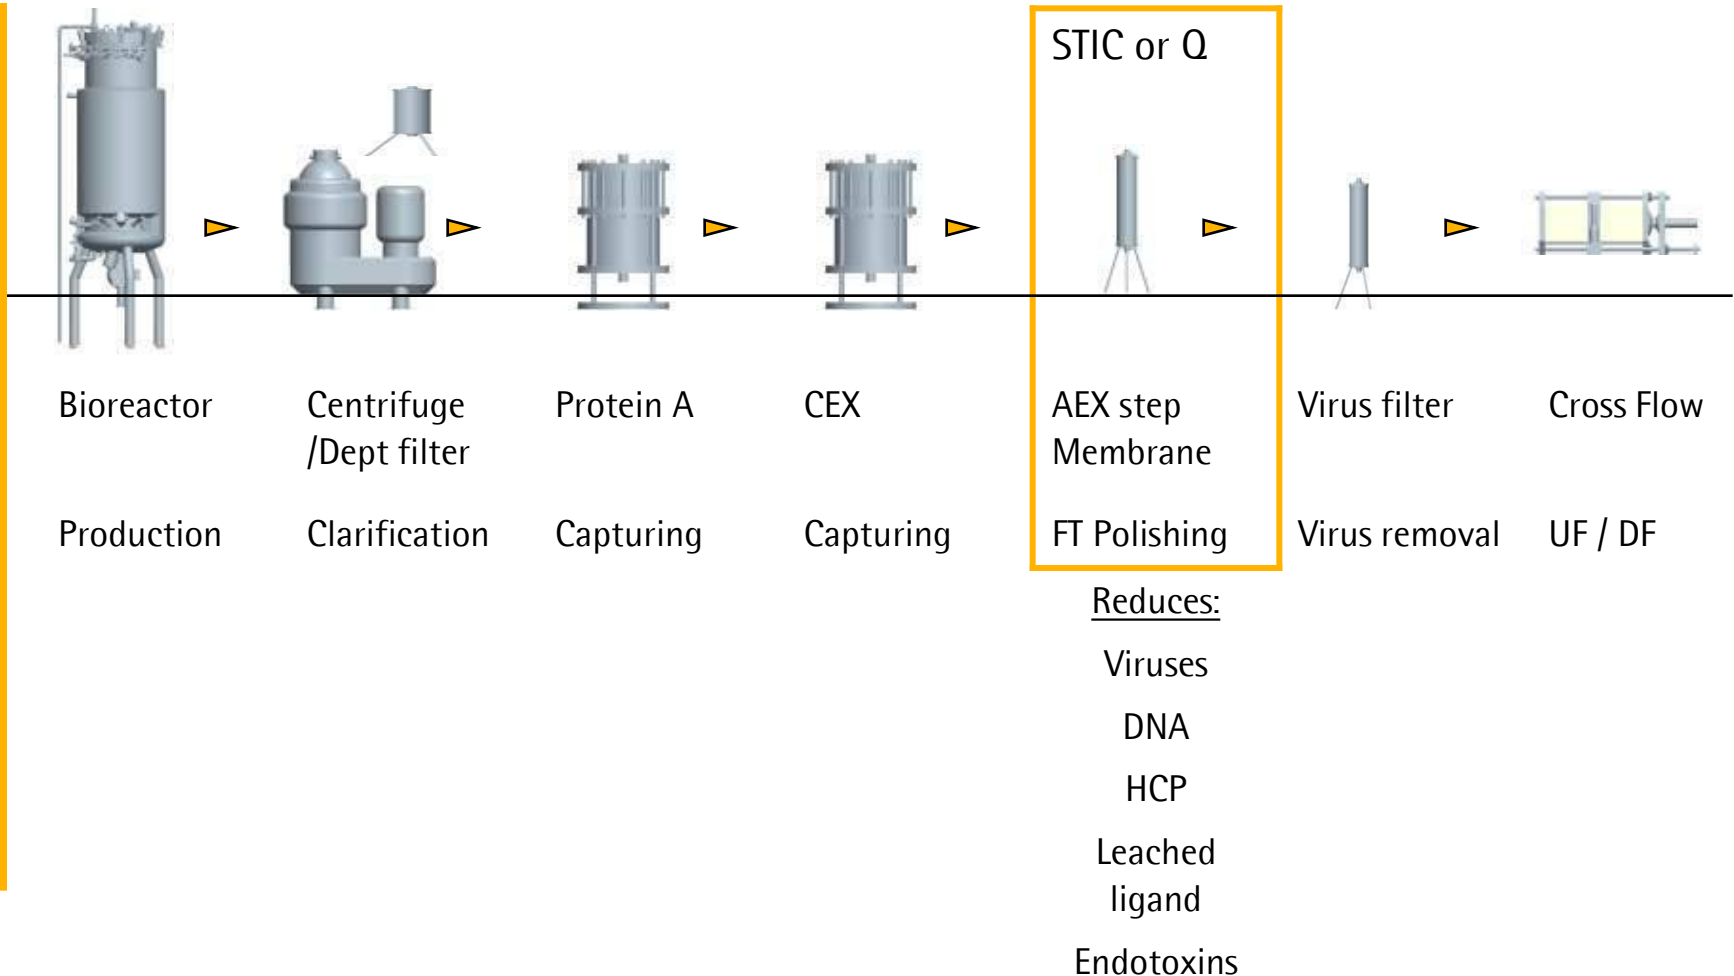 STIC or Q
Bioreactor
Centrifuge
/Dept filter
Protein A
CEX
AEX step
Membrane
Virus filter
Cross Flow
Production
Clarification
Capturing
Capturing
FT Polishing
Virus removal
UF / DF
Reduces:
Viruses
DNA
HCP
Leached
ligand
Endotoxins